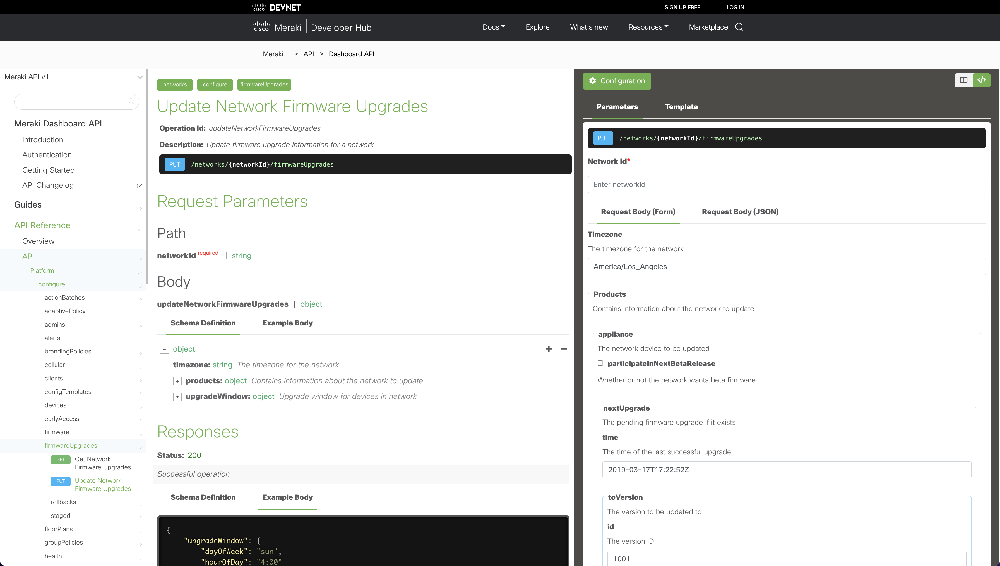 CISCO DEVNET
SIGN UP FREE
LOG IN
CISCO Meraki Developer Hub
Docs
Explore
What's new
Resources
Marketplace
Meraki > API > Dashboard API
Meraki API v1
Meraki Dashboard API
Introduction
Authentication
Getting Started
API Changelog
Guides
API Reference
Overview
API
Platform
configure
actionBatches
adaptivePolicy
admins
alerts
brandingPolicies
cellular
clients
configTemplates
devices
earlyAccess
firmware
firmwareUpgrades
GET Get Network
Firmware Upgrades
PUT Update Network
Firmware Upgrades
rollbacks
staged
floorPlans
groupPolicies
health
networks configure firmwareUpgrades
Update Network Firmware Upgrades
Operation Id: updateNetworkFirmwareUpgrades
Description: Update firmware upgrade information for a network
PUT /networks/{networkId}/firmwareUpgrades
Request Parameters
Path
networkId required | string
Body
updateNetworkFirmwareUpgrades | object
Schema Definition Example Body
- object + −
timezone: string The timezone for the network
+ products: object Contains information about the network to update
+ upgradeWindow: object Upgrade window for devices in network
Responses
Status: 200
Successful operation
Schema Definition Example Body
{
"upgradeWindow": {
"dayOfWeek": "sun",
"hourOfDay": "4:00"
Configuration
</>
Parameters Template
PUT /networks/{networkId}/firmwareUpgrades
Network Id*
Enter networkId
Request Body (Form) Request Body (JSON)
Timezone
The timezone for the network
America/Los_Angeles
Products
Contains information about the network to update
appliance
The network device to be updated
participateInNextBetaRelease
Whether or not the network wants beta firmware
nextUpgrade
The pending firmware upgrade if it exists
time
The time of the last successful upgrade
2019-03-17T17:22:52Z
toVersion
The version to be updated to
id
The version ID
1001